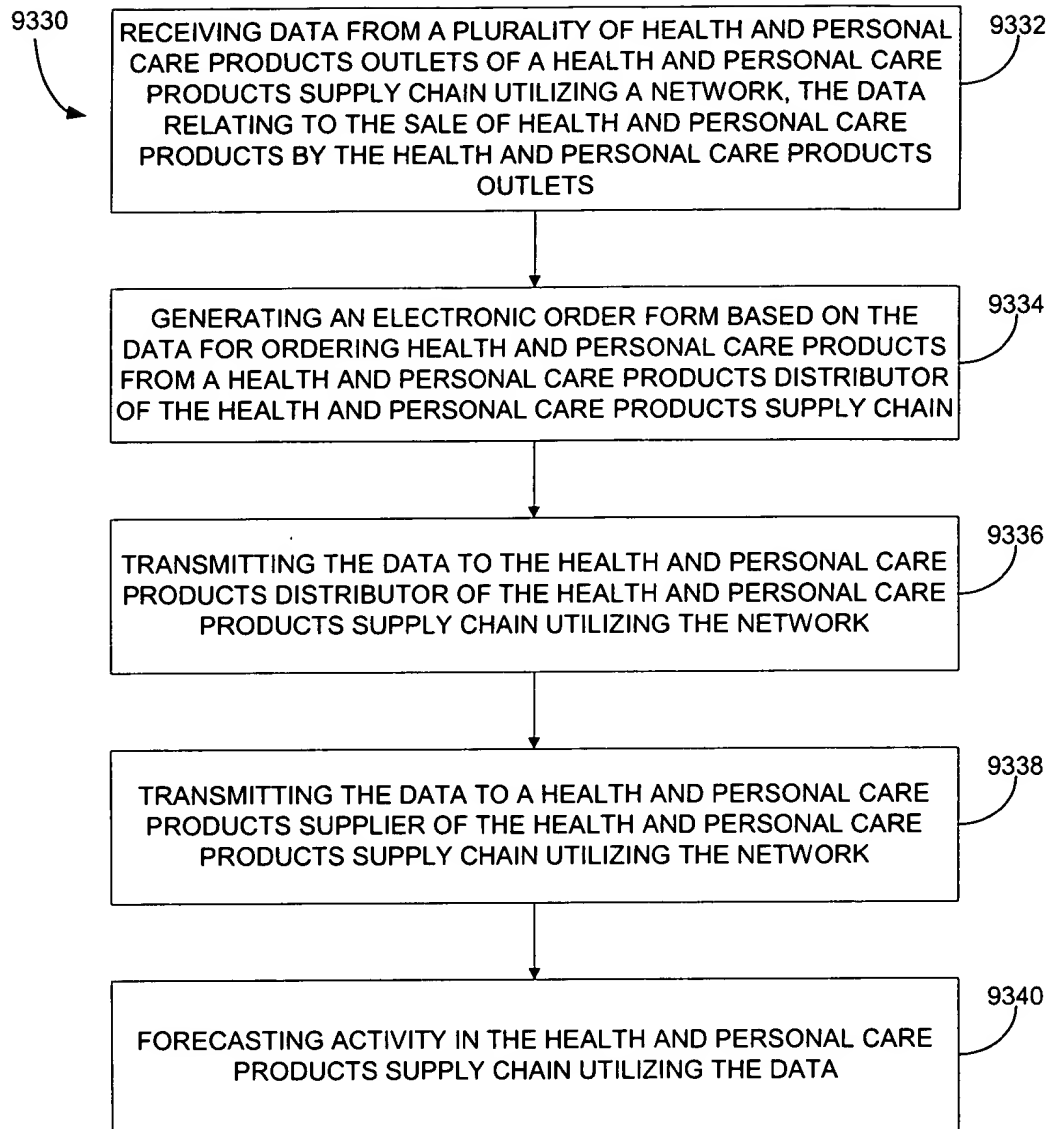 9330
RECEIVING DATA FROM A PLURALITY OF HEALTH AND PERSONAL
CARE PRODUCTS OUTLETS OF A HEALTH AND PERSONAL CARE
PRODUCTS SUPPLY CHAIN UTILIZING A NETWORK, THE DATA
RELATING TO THE SALE OF HEALTH AND PERSONAL CARE
PRODUCTS BY THE HEALTH AND PERSONAL CARE PRODUCTS
OUTLETS
9332
GENERATING AN ELECTRONIC ORDER FORM BASED ON THE
DATA FOR ORDERING HEALTH AND PERSONAL CARE PRODUCTS
FROM A HEALTH AND PERSONAL CARE PRODUCTS DISTRIBUTOR
OF THE HEALTH AND PERSONAL CARE PRODUCTS SUPPLY CHAIN
9334
TRANSMITTING THE DATA TO THE HEALTH AND PERSONAL CARE
PRODUCTS DISTRIBUTOR OF THE HEALTH AND PERSONAL CARE
PRODUCTS SUPPLY CHAIN UTILIZING THE NETWORK
9336
TRANSMITTING THE DATA TO A HEALTH AND PERSONAL CARE
PRODUCTS SUPPLIER OF THE HEALTH AND PERSONAL CARE
PRODUCTS SUPPLY CHAIN UTILIZING THE NETWORK
9338
FORECASTING ACTIVITY IN THE HEALTH AND PERSONAL CARE
PRODUCTS SUPPLY CHAIN UTILIZING THE DATA
9340